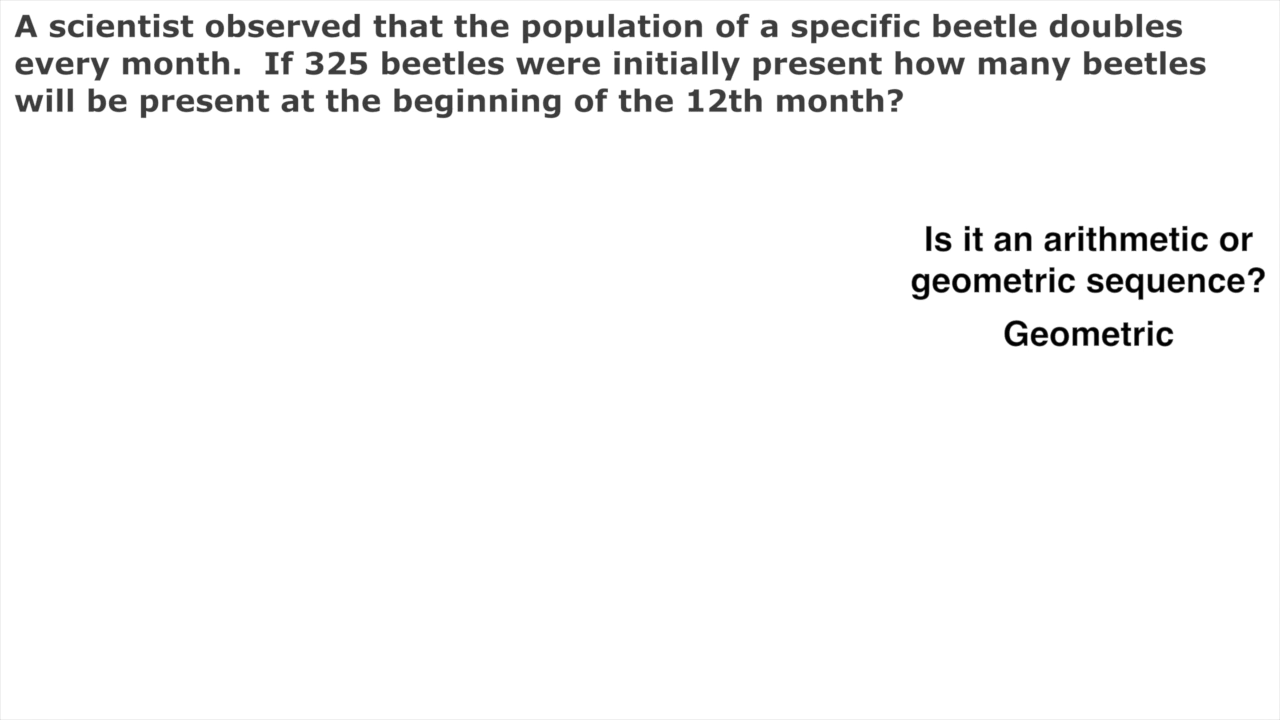 A scientist observed that the population of a specific beetle doubles
every month.  If 325 beetles were initially present how many beetles
will be present at the beginning of the 12th month?
Is it an arithmetic or
geometric sequence?
Geometric